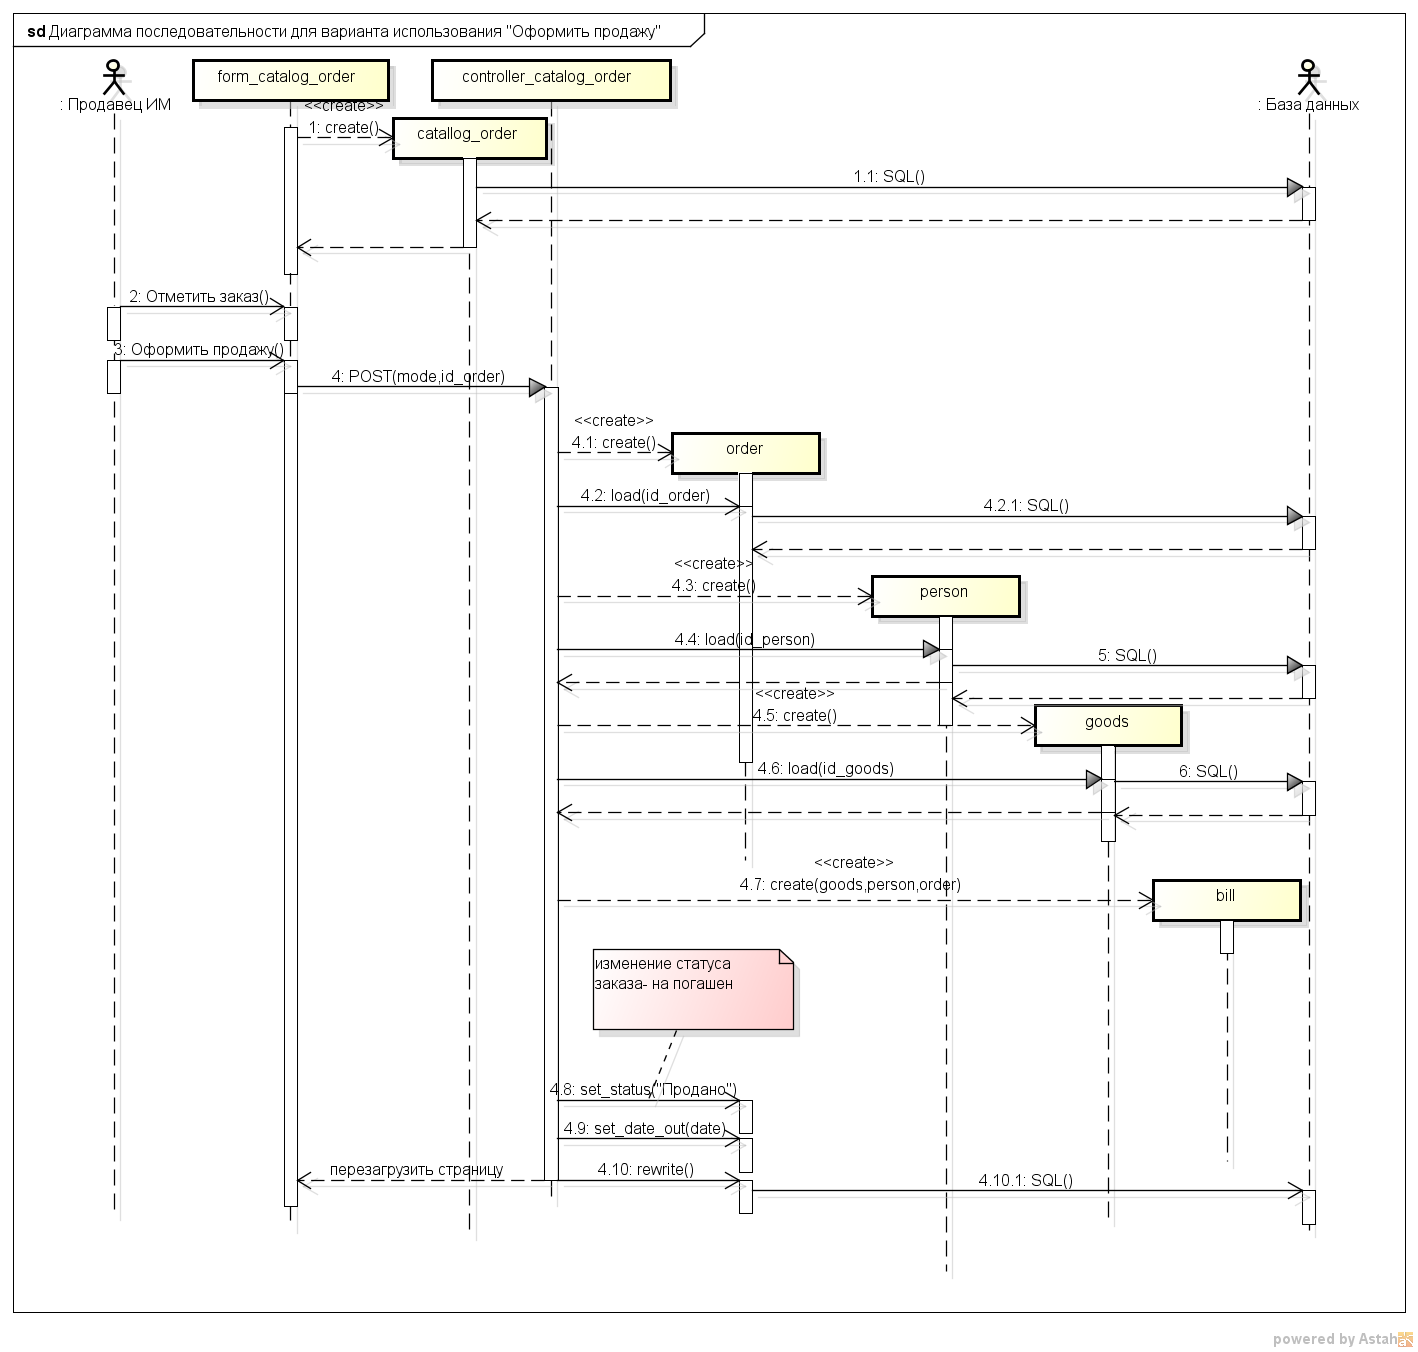 sd Диаграмма последовательности для варианта использования "Оформить продажу"
: Продавец ИМ
form_catalog_order
controller_catalog_order
: База данных
<<create>>
1: create()
catallog_order
1.1: SQL()
2: Отметить заказ()
3: Оформить продажу()
4: POST(mode,id_order)
<<create>>
4.1: create()
order
4.2: load(id_order)
4.2.1: SQL()
<<create>>
4.3: create()
person
4.4: load(id_person)
5: SQL()
<<create>>
4.5: create()
goods
4.6: load(id_goods)
6: SQL()
<<create>>
4.7: create(goods,person,order)
bill
изменение статуса
заказа- на погашен
4.8: set_status("Продано")
4.9: set_date_out(date)
перезагрузить страницу
4.10: rewrite()
4.10.1: SQL()
powered by Astah